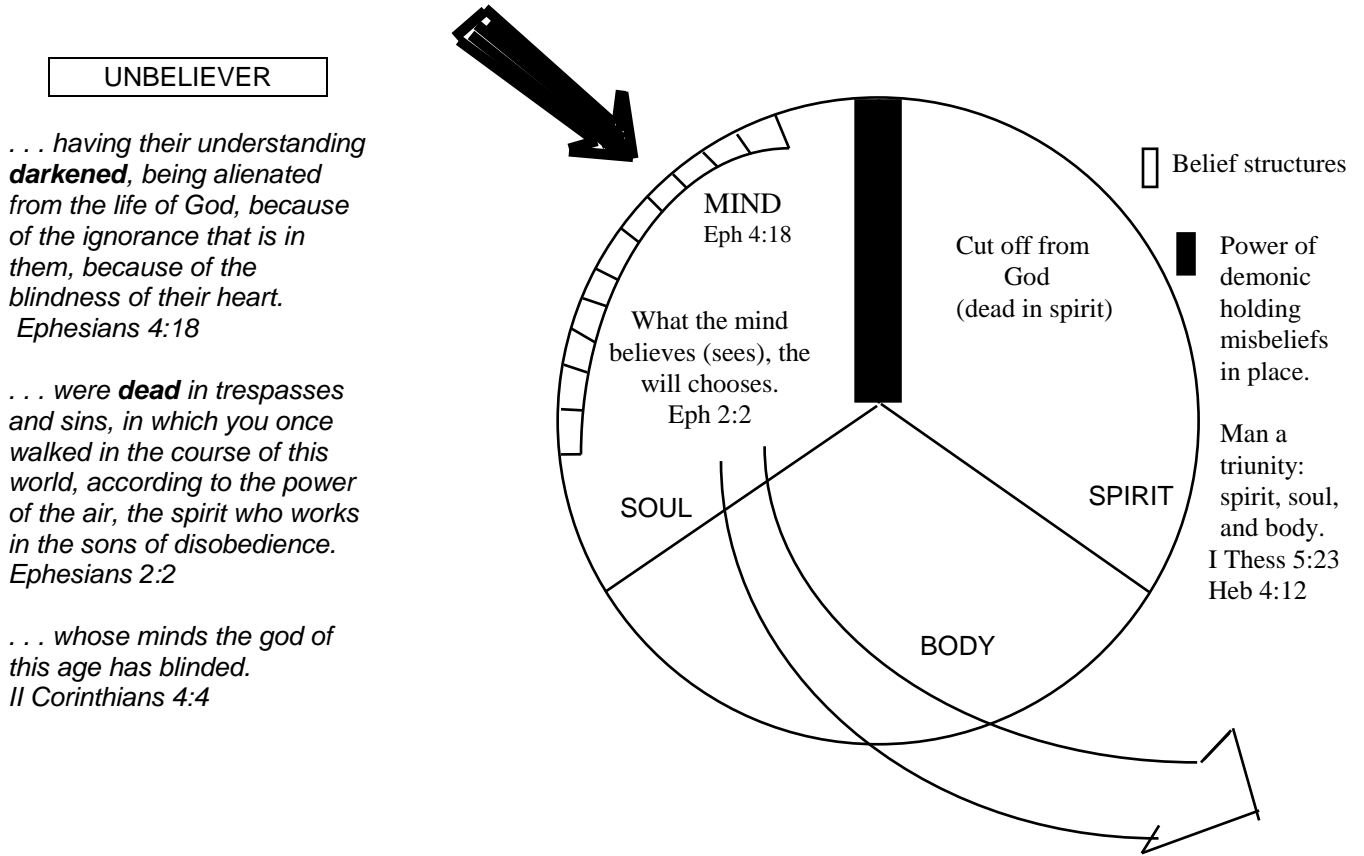 UNBELIEVER
. . . having their understanding
darkened, being alienated
from the life of God, because
of the ignorance that is in
them, because of the
blindness of their heart.
Ephesians 4:18
. . . were dead in trespasses
and sins, in which you once
walked in the course of this
world, according to the power
of the air, the spirit who works
in the sons of disobedience.
Ephesians 2:2
. . . whose minds the god of
this age has blinded.
II Corinthians 4:4
MIND
Eph 4:18
What the mind
believes (sees), the
will chooses.
Eph 2:2
SOUL
Cut off from
God
(dead in spirit)
SPIRIT
BODY
Belief structures
Power of
demonic
holding
misbeliefs
in place.
Man a
triunity:
spirit, soul,
and body.
I Thess 5:23
Heb 4:12